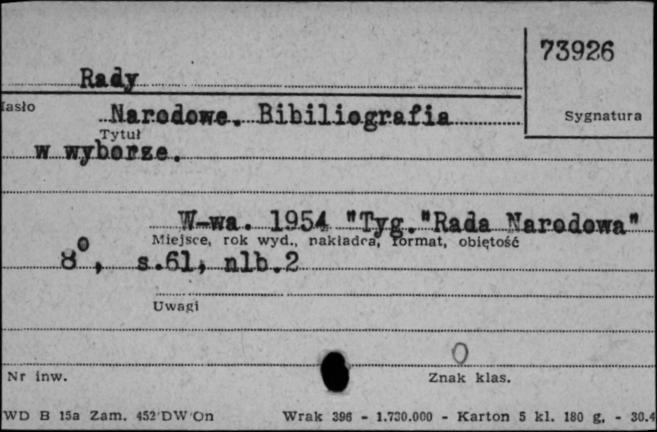 73926
Rady
Hasło
Narodowe. Bibiliografia
Sygnatura
Tytuł
w wyborze.
W-wa. 1954 "Tyg."Rada Narodowa"
Miejsce, rok wyd., nakładca, format, objętość
8°, s.61, nlb.2
Uwagi
0
Nr inw.
Znak klas.
WD B 15a Zam. 452 DW On Wrak 396 - 1.730.000 - Karton 5 kl. 180 g. - 30.4